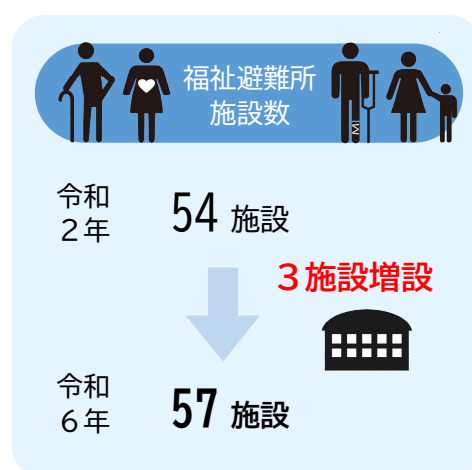 福祉避難所
施設数
令和
２年
54 施設
３施設増設
令和
６年
57 施設